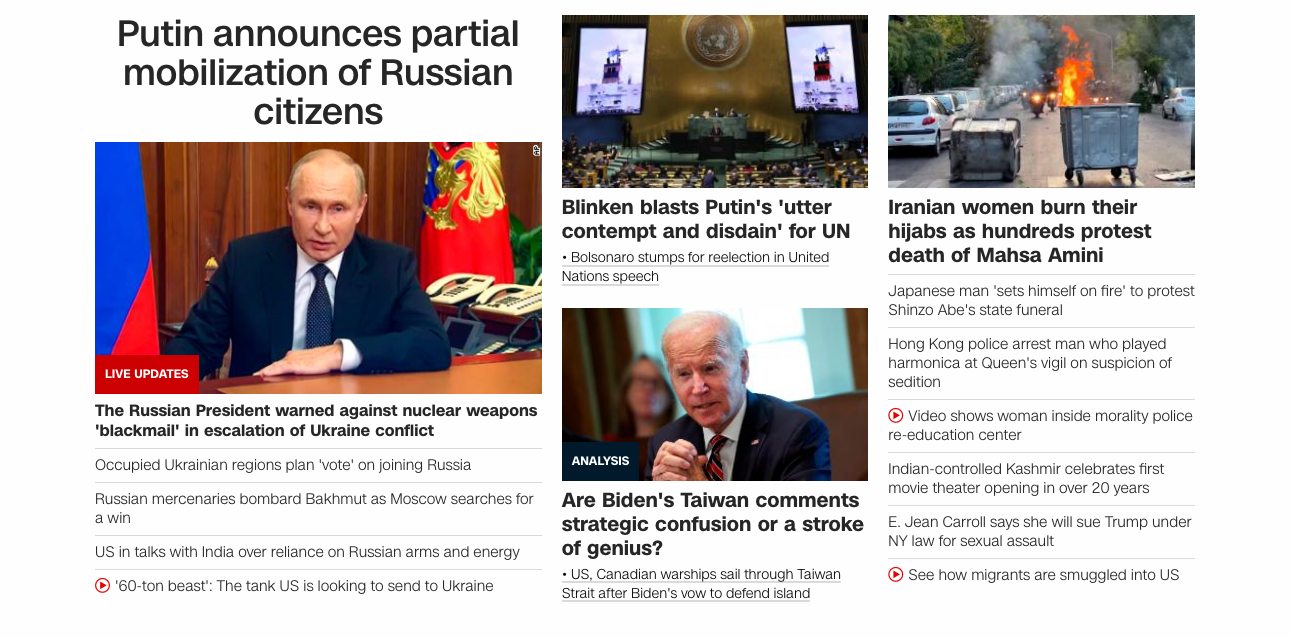 Putin announces partial
mobilization of Russian
citizens
AP
LIVE UPDATES
The Russian President warned against nuclear weapons
'blackmail' in escalation of Ukraine conflict
Occupied Ukrainian regions plan 'vote' on joining Russia
Russian mercenaries bombard Bakhmut as Moscow searches for
a win
US in talks with India over reliance on Russian arms and energy
'60-ton beast': The tank US is looking to send to Ukraine
Blinken blasts Putin's 'utter
contempt and disdain' for UN
• Bolsonaro stumps for reelection in United
Nations speech
ANALYSIS
Are Biden's Taiwan comments
strategic confusion or a stroke
of genius?
• US, Canadian warships sail through Taiwan
Strait after Biden's vow to defend island
Iranian women burn their
hijabs as hundreds protest
death of Mahsa Amini
Japanese man 'sets himself on fire' to protest
Shinzo Abe's state funeral
Hong Kong police arrest man who played
harmonica at Queen's vigil on suspicion of
sedition
Video shows woman inside morality police
re-education center
Indian-controlled Kashmir celebrates first
movie theater opening in over 20 years
E. Jean Carroll says she will sue Trump under
NY law for sexual assault
See how migrants are smuggled into US